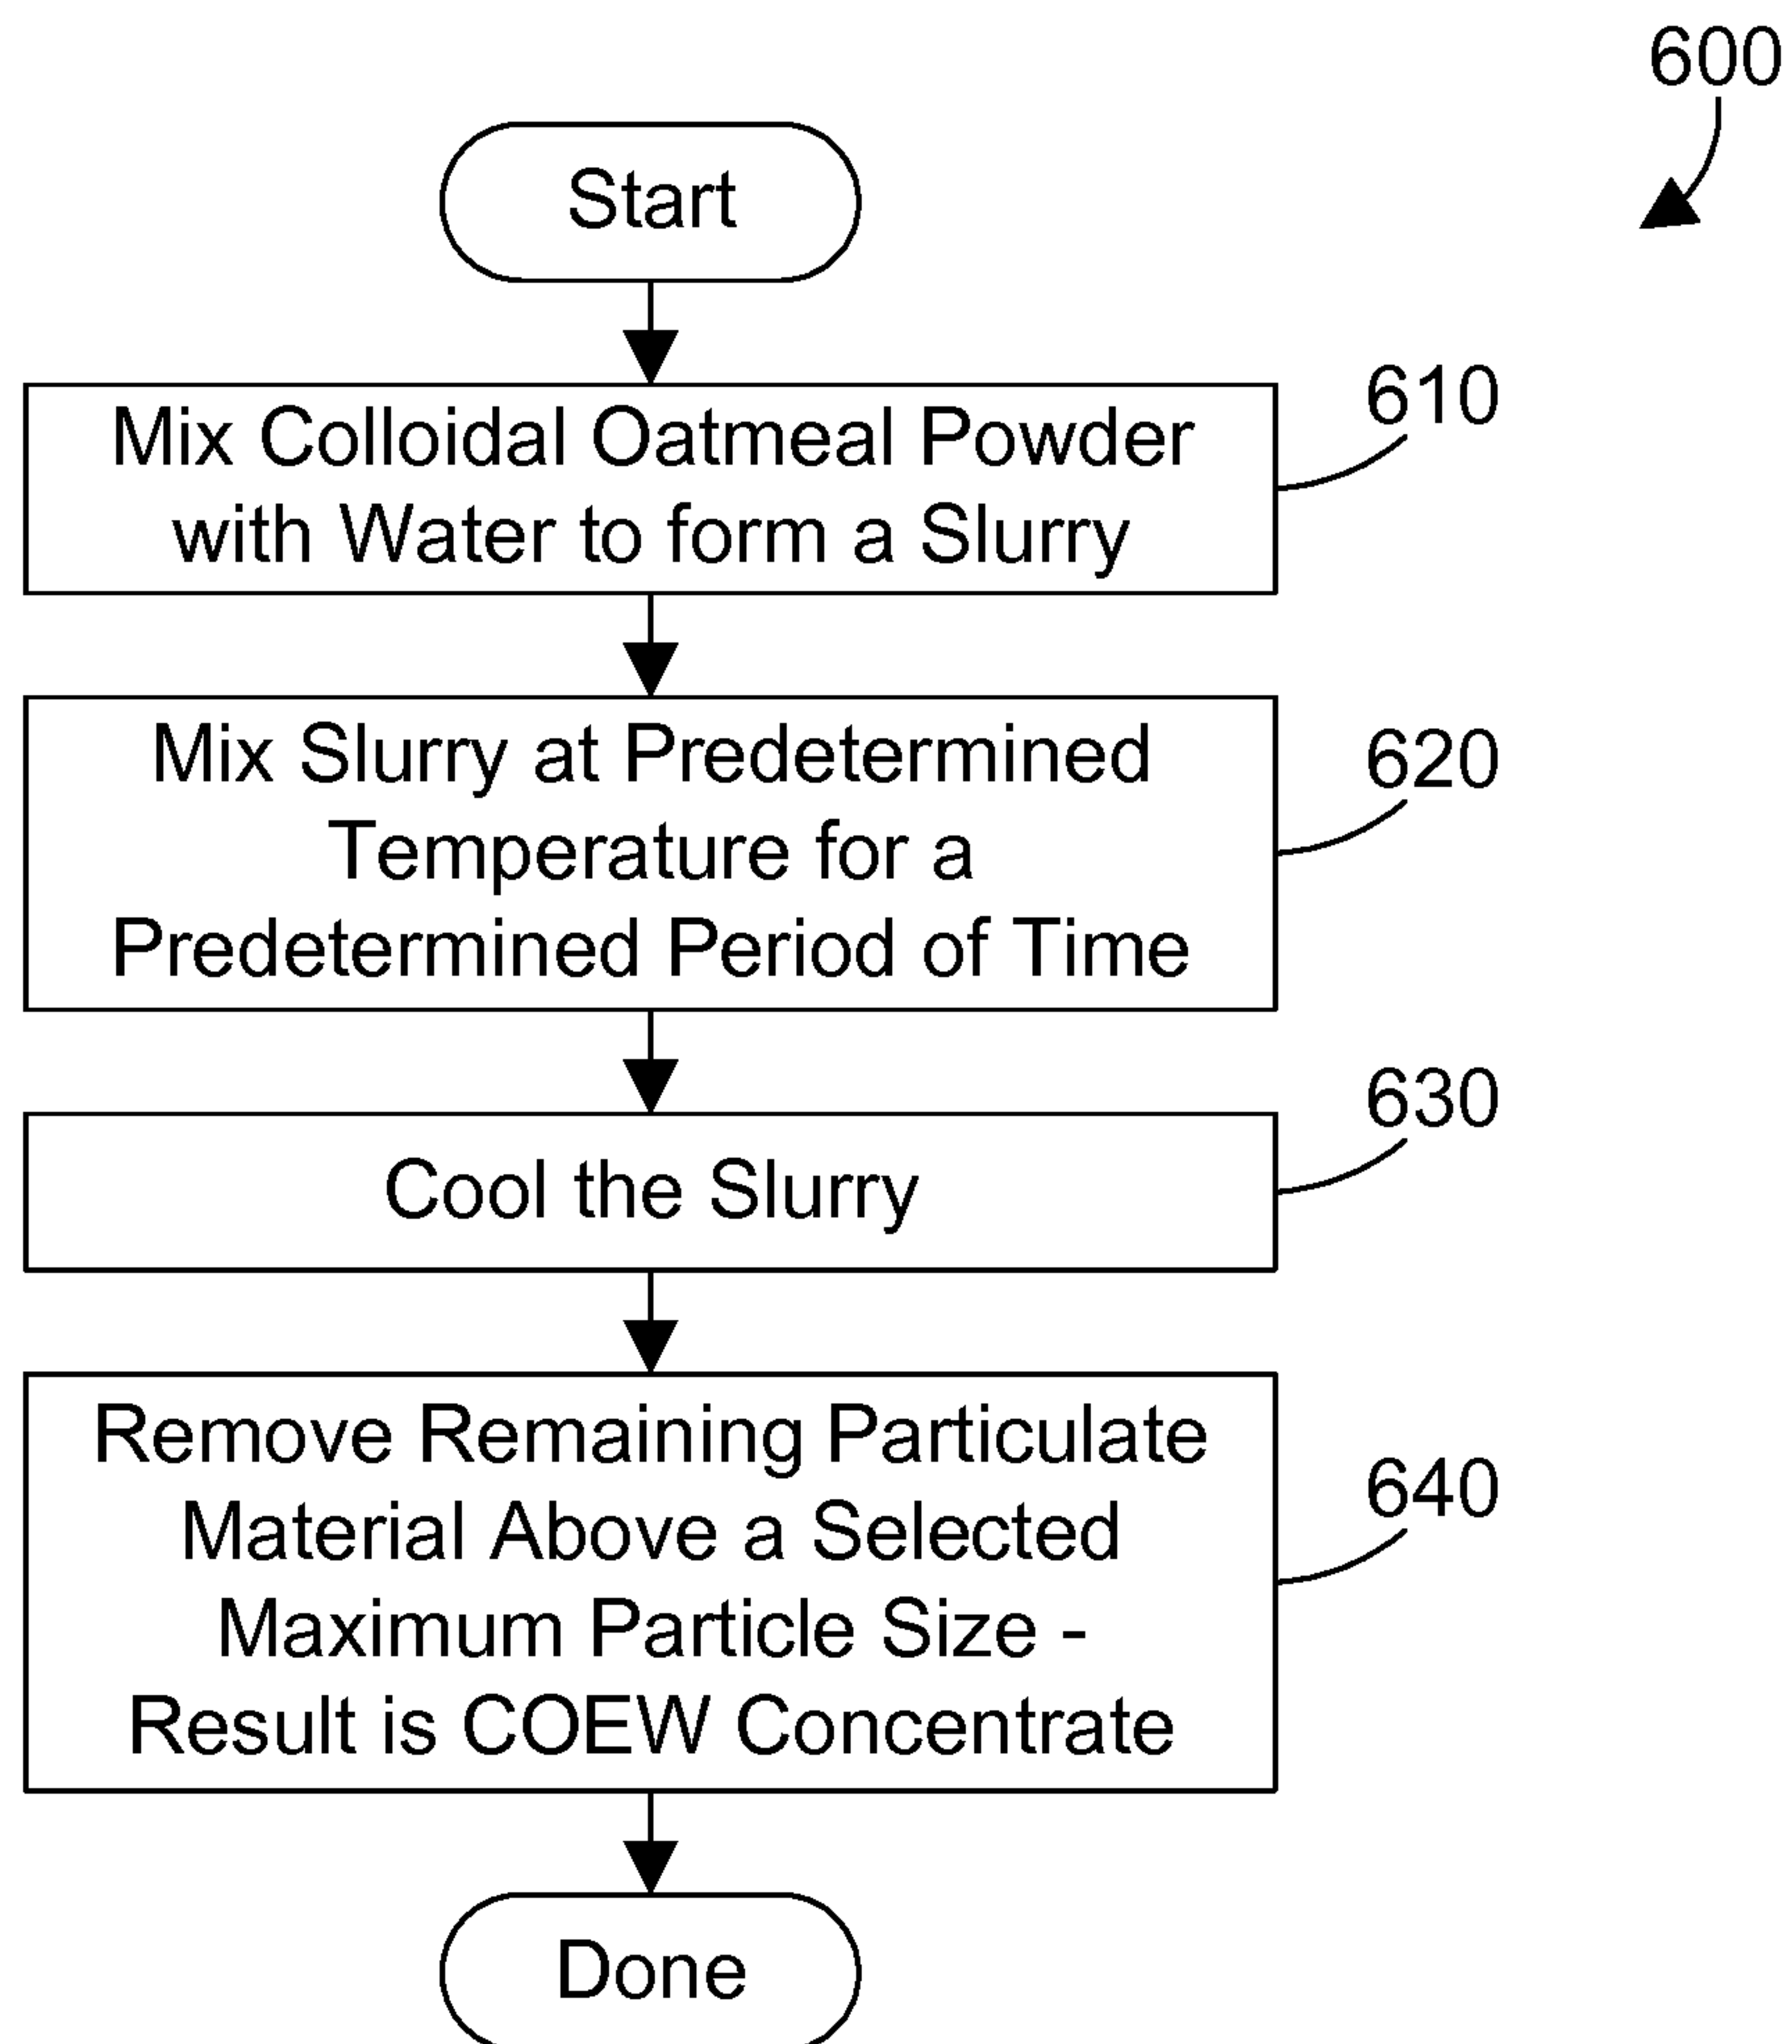 600
Start
Mix Colloidal Oatmeal Powder
with Water to form a Slurry
610
Mix Slurry at Predetermined
Temperature for a
Predetermined Period of Time
620
Cool the Slurry
630
Remove Remaining Particulate
Material Above a Selected
Maximum Particle Size -
Result is COEW Concentrate
640
Done